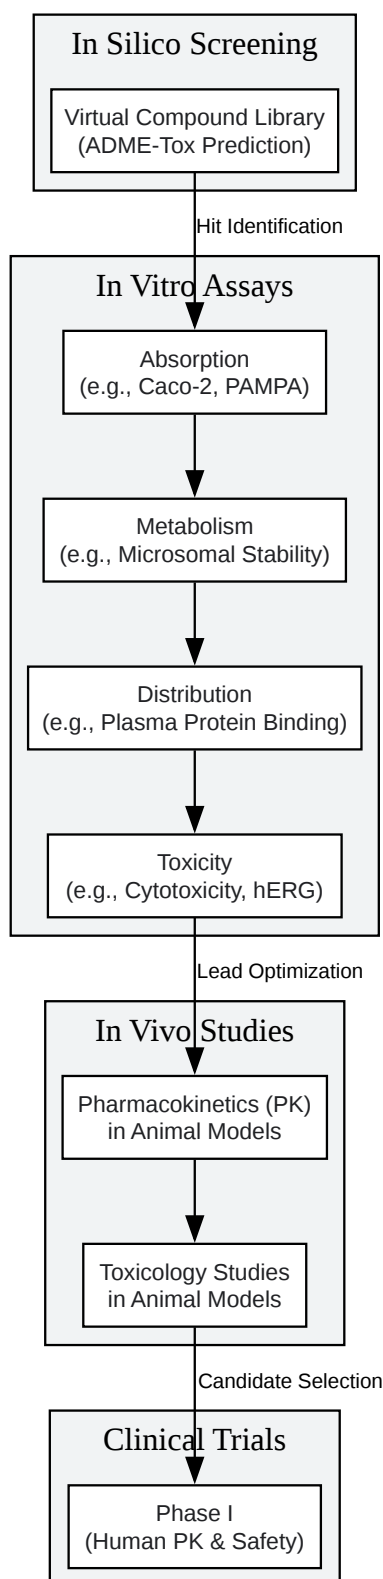 In Silico Screening
Virtual Compound Library
(ADME-Tox Prediction)
Hit Identification
In Vitro Assays
Absorption
(e.g., Caco-2, PAMPA)
Metabolism
(e.g., Microsomal Stability)
Distribution
(e.g., Plasma Protein Binding)
Toxicity
(e.g., Cytotoxicity, hERG)
Lead Optimization
In Vivo Studies
Pharmacokinetics (PK)
in Animal Models
Toxicology Studies
in Animal Models
Candidate Selection
Clinical Trials
Phase I
(Human PK & Safety)